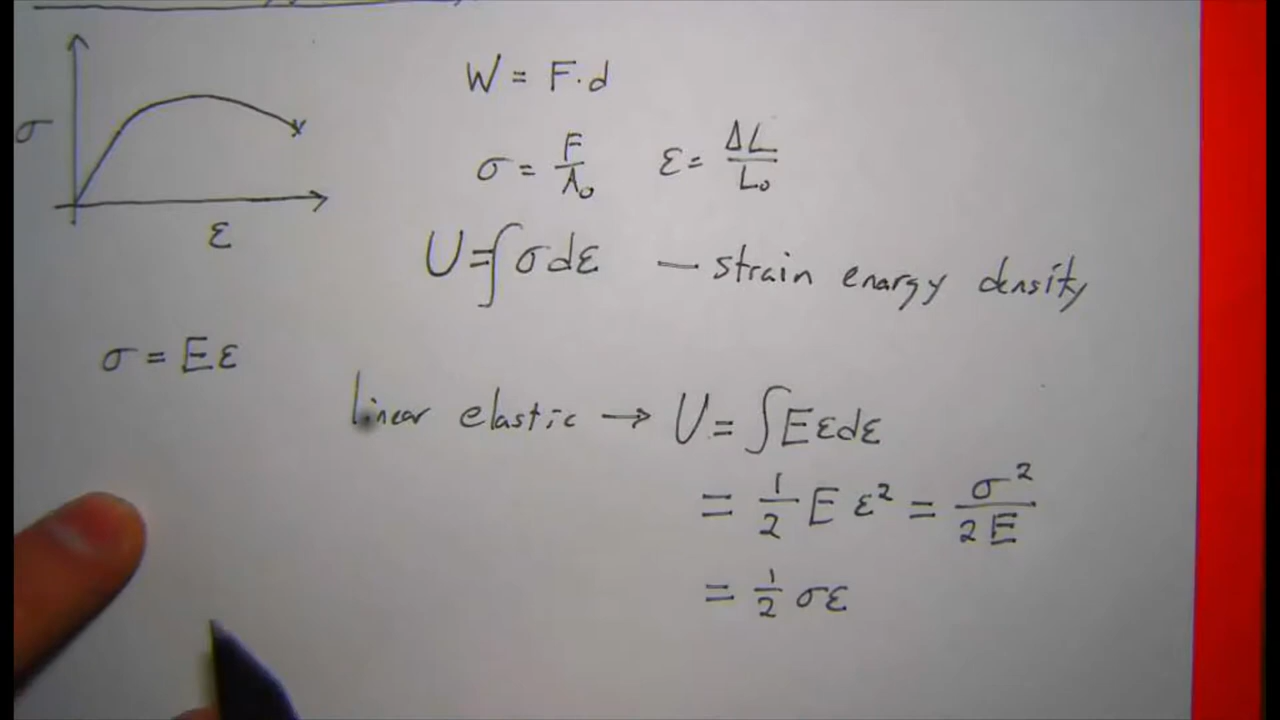 σ
ε
W = F·d
σ = F/A₀ ε = ΔL/L₀
U = ∫σdε — strain energy density
σ = Eε
linear elastic → U = ∫Eεdε
= 1/2 E ε² = σ²/2E
= 1/2 σε